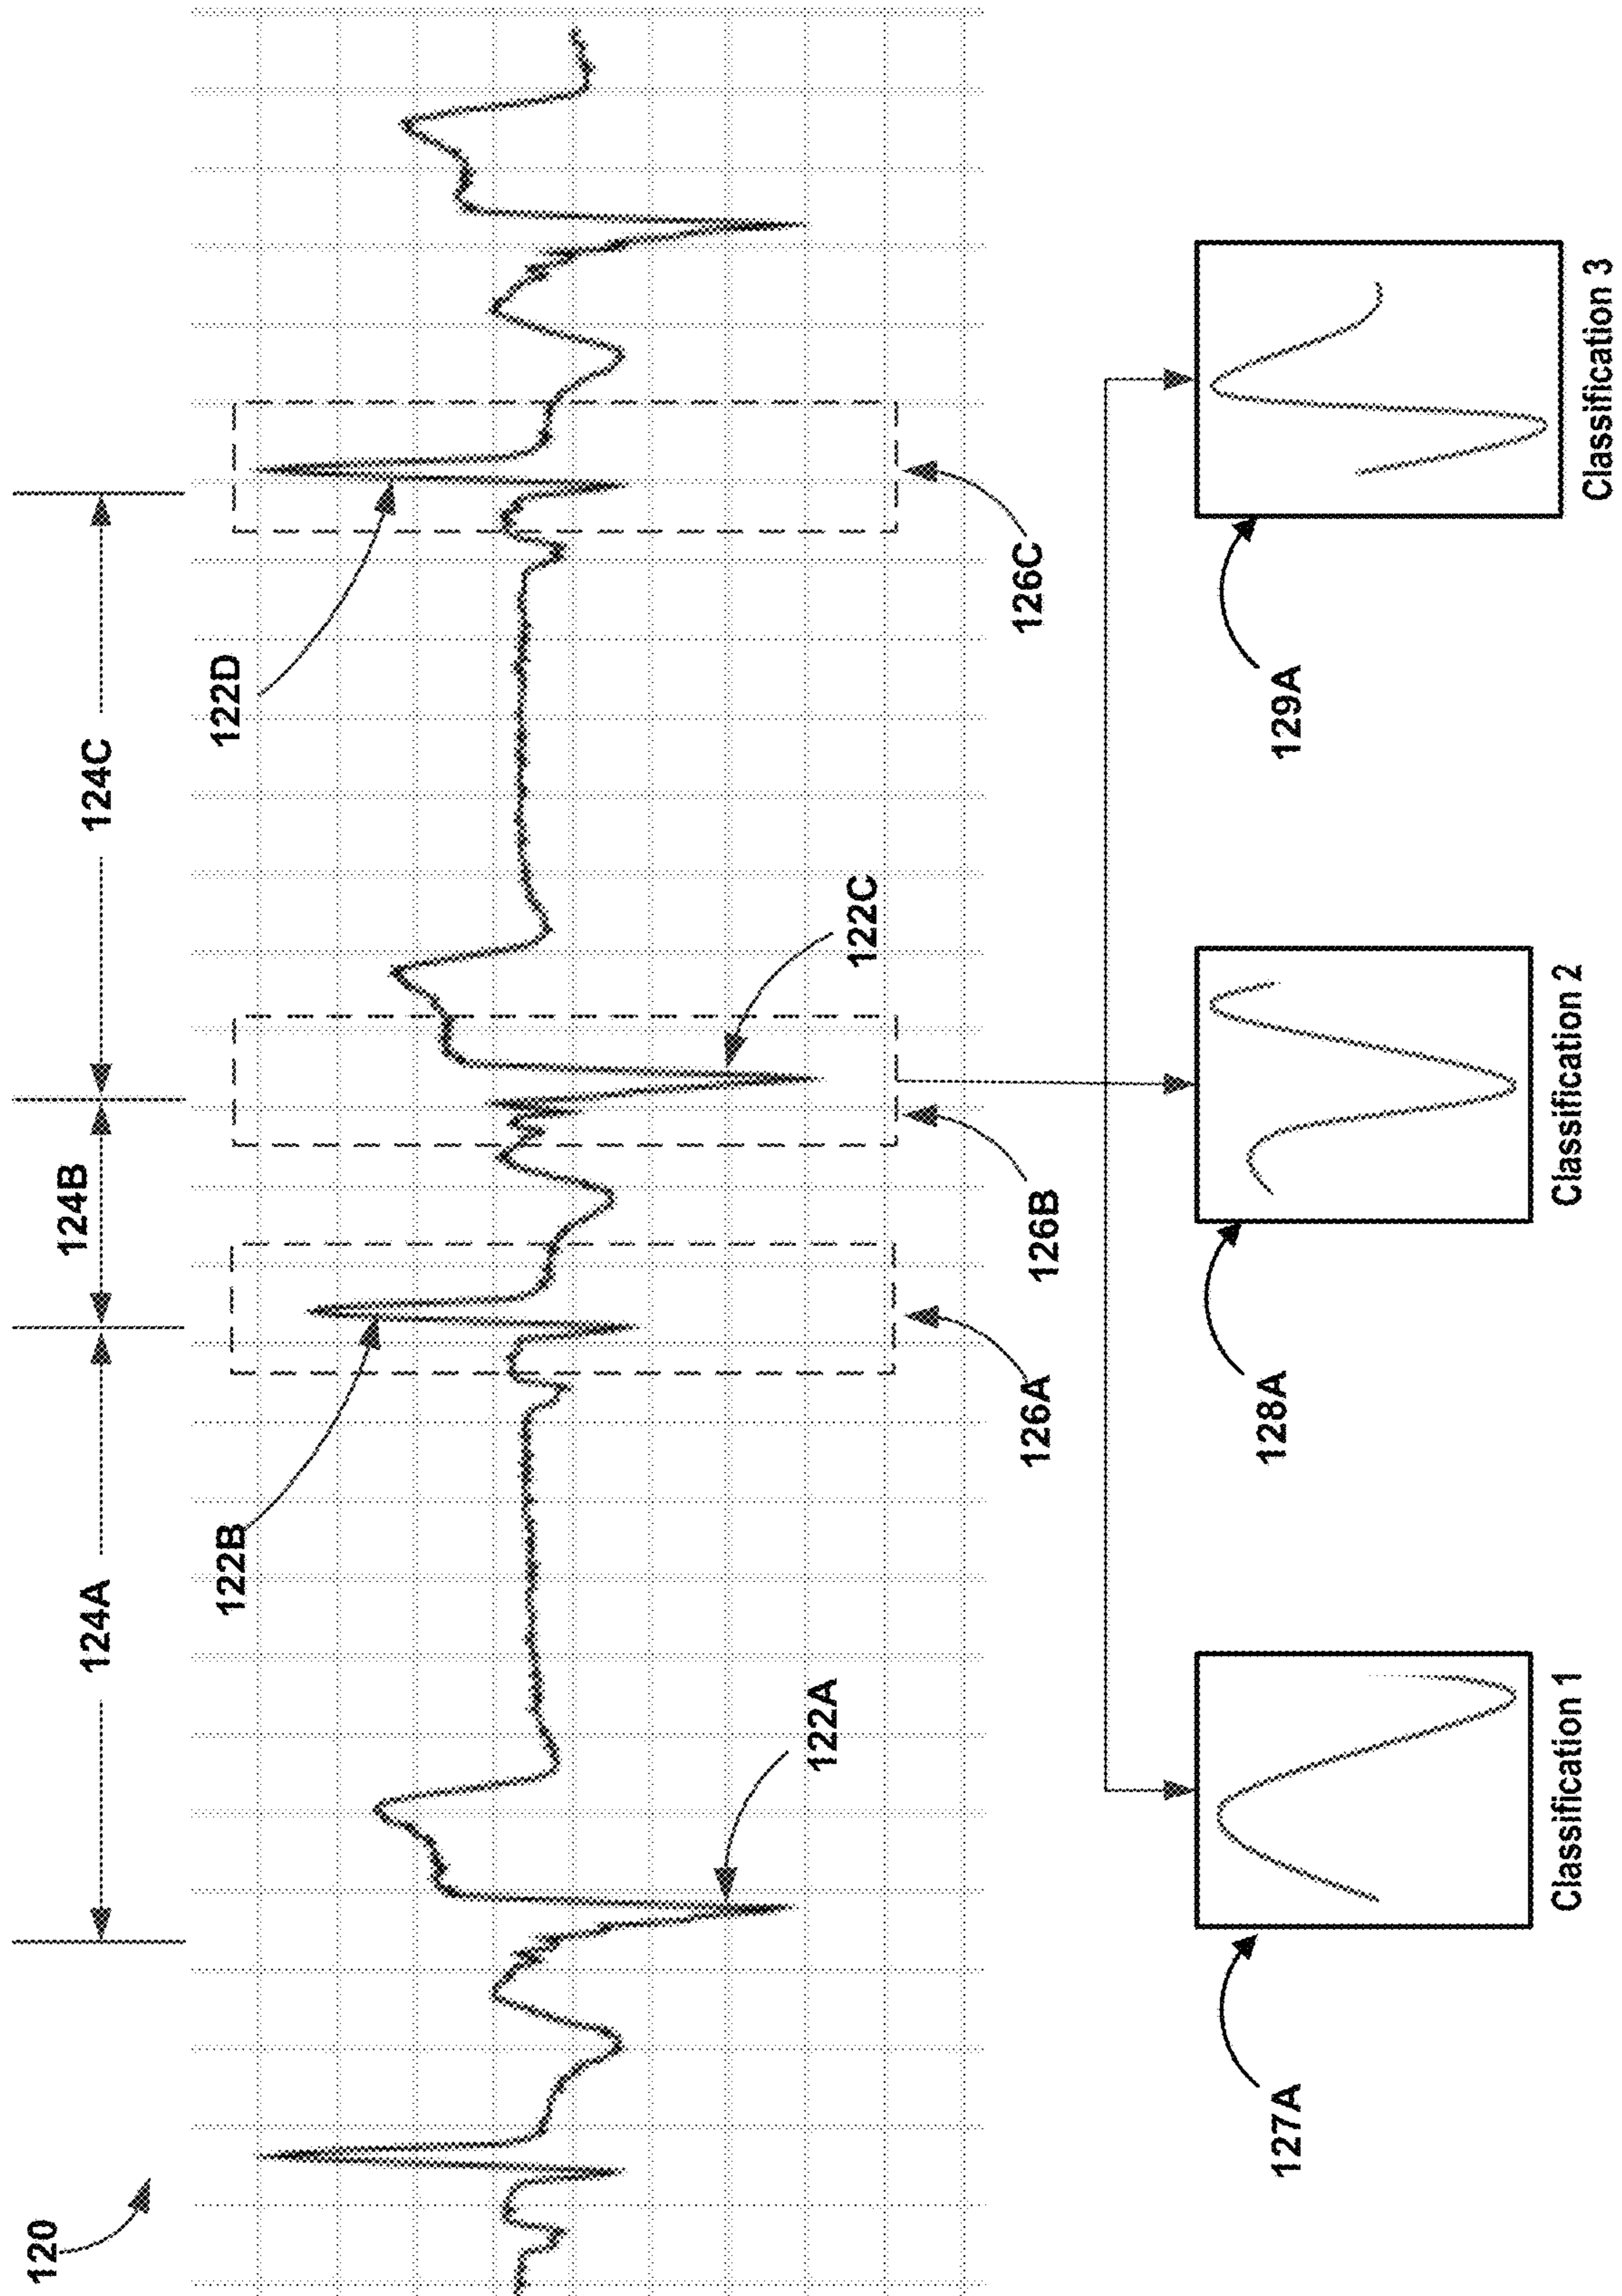 120
124A
124B
124C
122B
122D
122A
122C
126A
126B
126C
127A
128A
129A
Classification 1
Classification 2
Classification 3